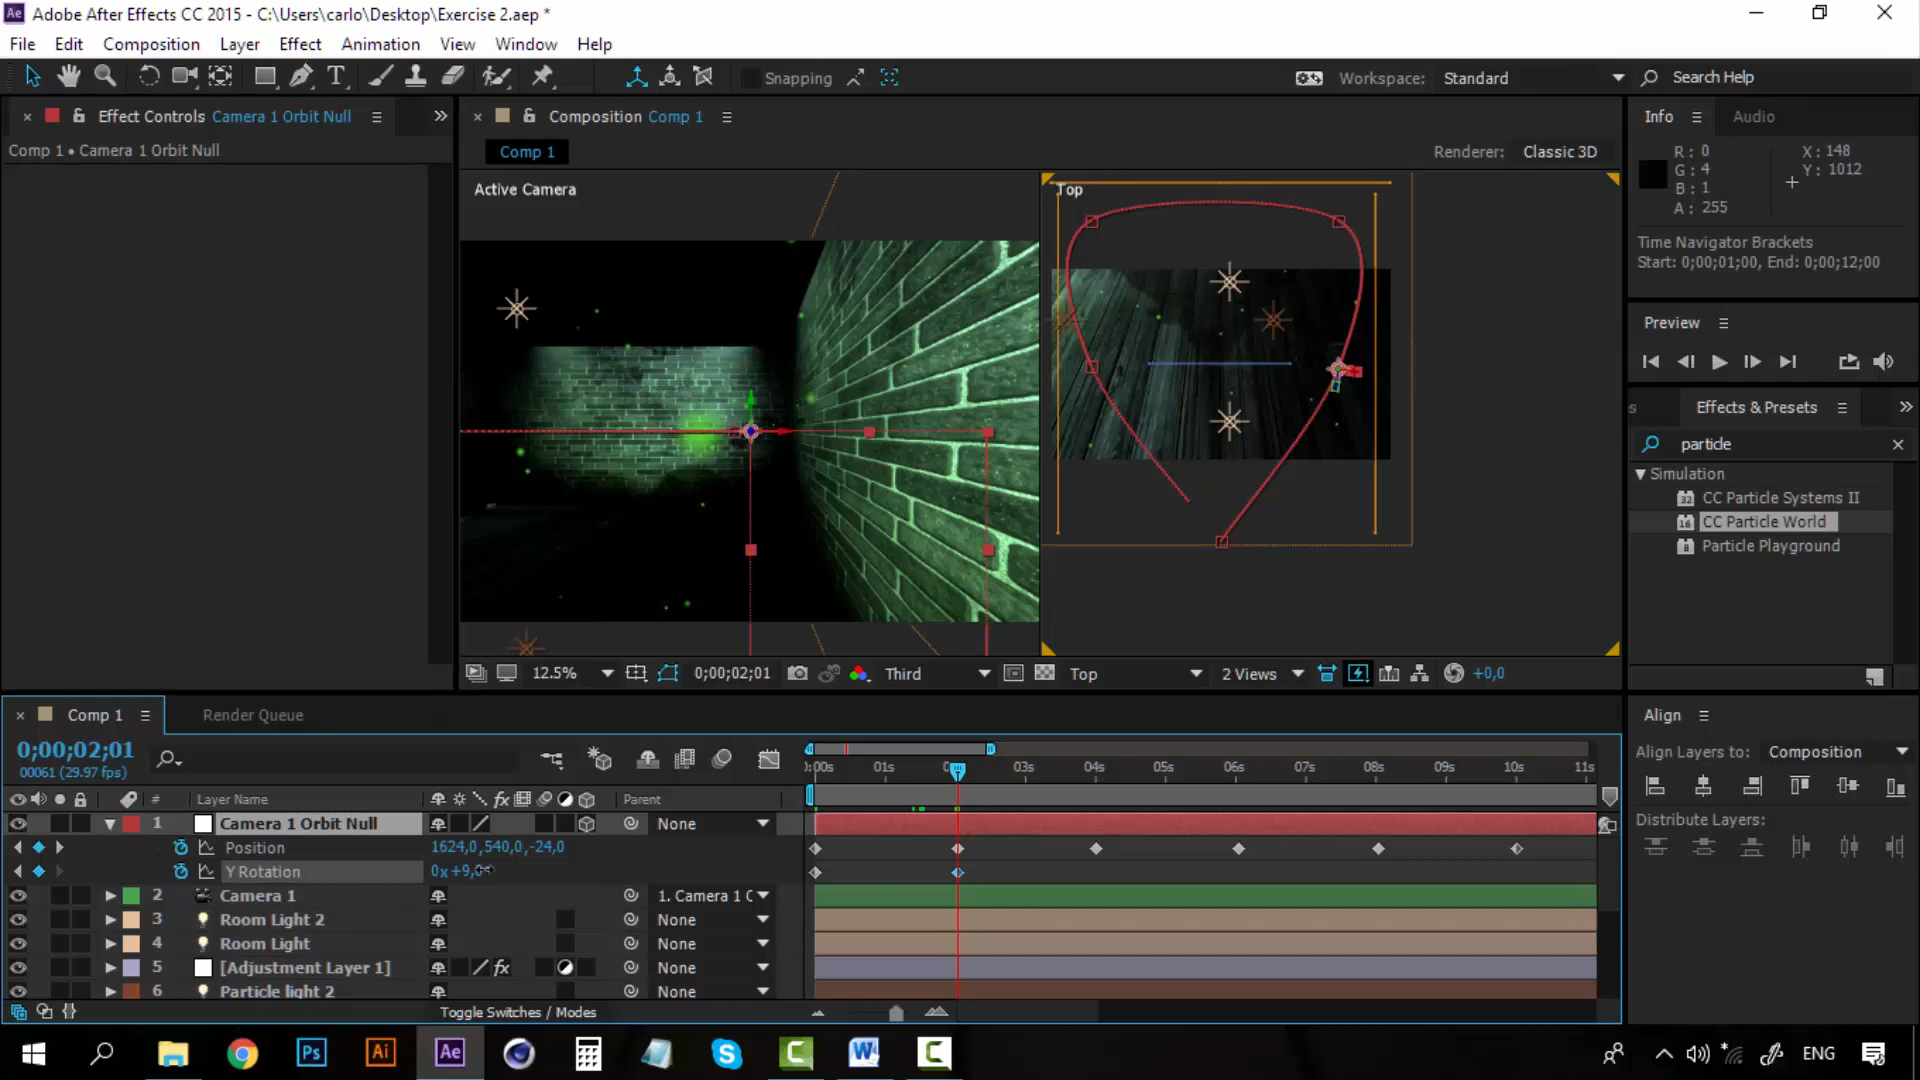 Adobe After Effects CC 2015 - C:\Users\carlo\Desktop\Exercise 2.aep *
File Edit Composition Layer Effect Animation View Window Help
Snapping
Workspace: Standard
Search Help
Effect Controls Camera 1 Orbit Null
Comp 1 • Camera 1 Orbit Null
Composition Comp 1
Comp 1
Renderer: Classic 3D
Active Camera
Top
12.5%
0;00;02;01
Third
Top
2 Views
+0,0
Info Audio
R: 0
G: 4
B: 1
A: 255
X: 148
Y: 1012
Time Navigator Brackets
Start: 0;00;01;00, End: 0;00;12;00
Preview
Effects & Presets
particle
Simulation
CC Particle Systems II
CC Particle World
Particle Playground
Comp 1
Render Queue
0;00;02;01
00061 (29.97 fps)
# Layer Name
fx
Parent
1 Camera 1 Orbit Null None
Position 1624,0,540,0,-24,0
Y Rotation 0x+9,0
2 Camera 1 1. Camera 1 C
3 Room Light 2 None
4 Room Light None
5 [Adjustment Layer 1] fx None
6 Particle light 2 None
Toggle Switches / Modes
01s 03s 04s 05s 06s 07s 08s 09s 10s 11s
Align
Align Layers to: Composition
Distribute Layers:
Ps Ai Ae
ENG